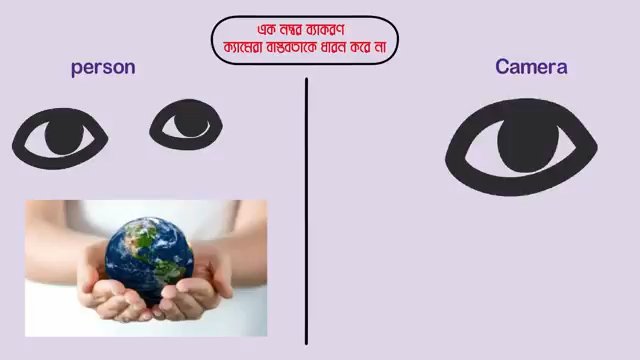 এক নম্বর ব্যাকরণ
ক্যামেরা বাস্তবতাকে ধারন করে না
person
Camera